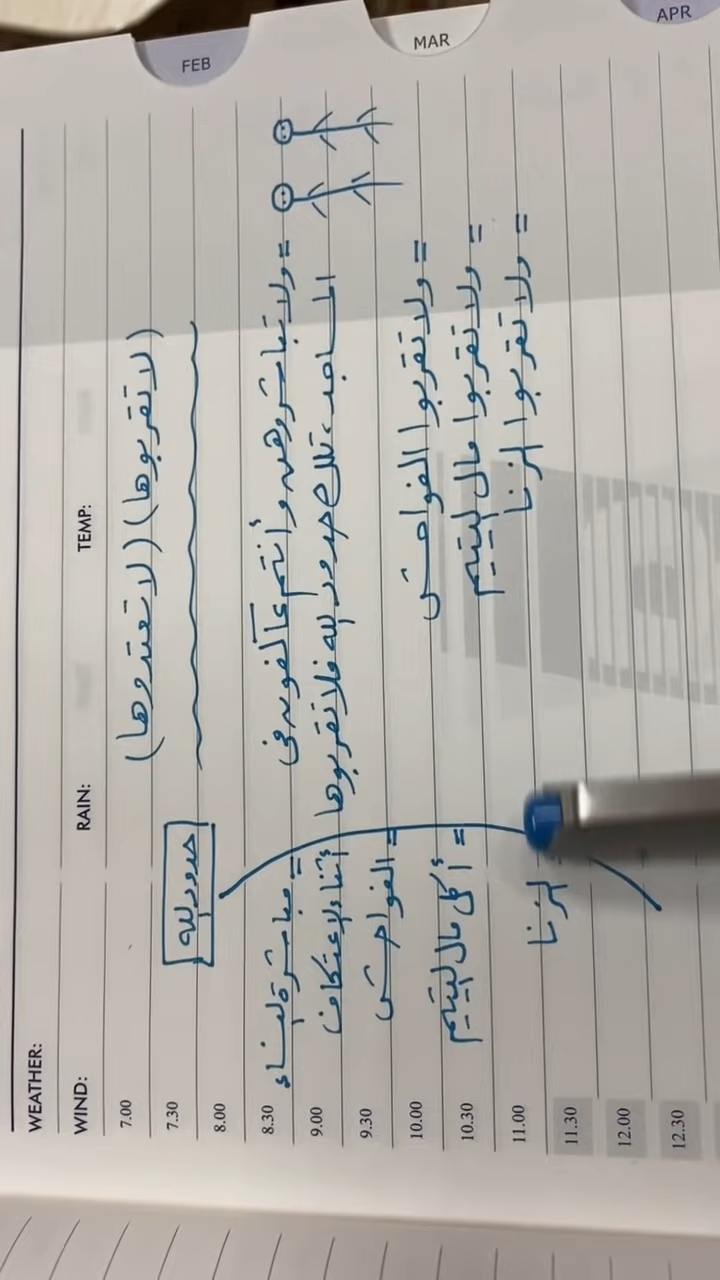 FEB
MAR
APR
WEATHER:
WIND:
RAIN:
TEMP:
7.00
7.30
8.00
8.30
9.00
9.30
10.00
10.30
11.00
11.30
12.00
12.30
(لا تقربوها) (لا تعتدوها)
حدود الله
= ولا تباشروهن وأنتم عاكفون في
المساجد، تلك حدود الله فلا تقربوها
= ولا تقربوا الفواحش
= ولا تقربوا مال اليتيم
= ولا تقربوا الزنا
= مباشرة النساء
أثناء الاعتكاف
= الفواحش
= أكل مال اليتيم
الزنا